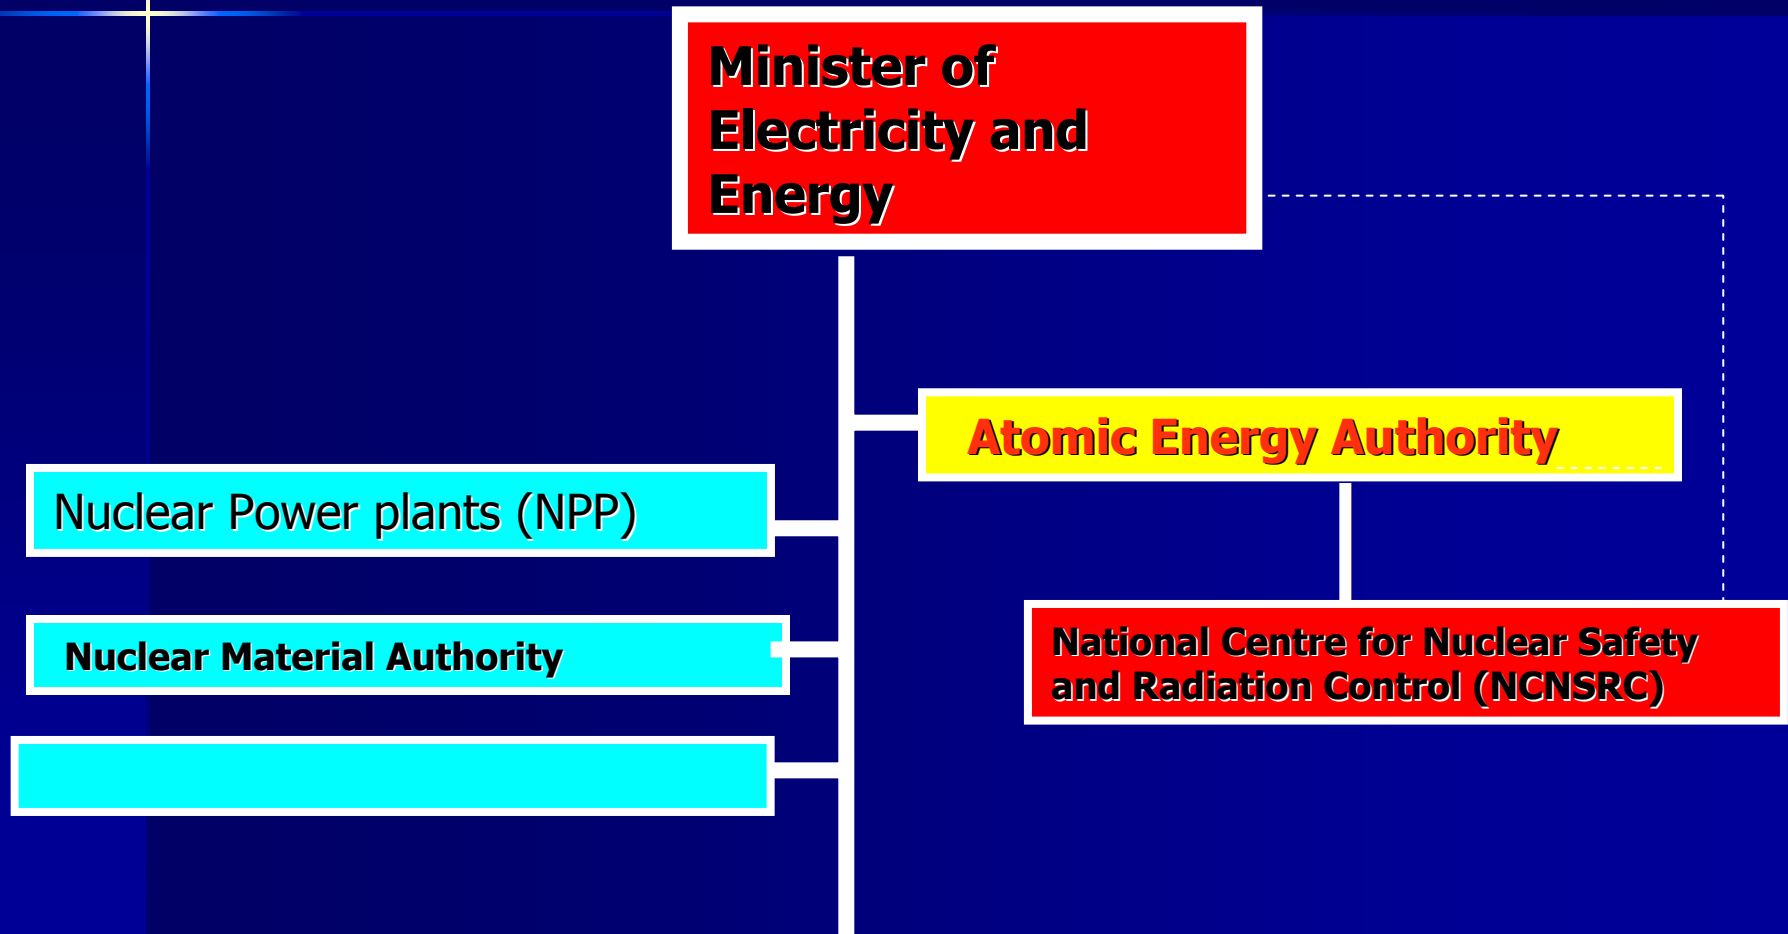 Minister of
Electricity and
Energy
Atomic Energy Authority
Nuclear Power plants (NPP)
Nuclear Material Authority
National Centre for Nuclear Safety
and Radiation Control (NCNSRC)